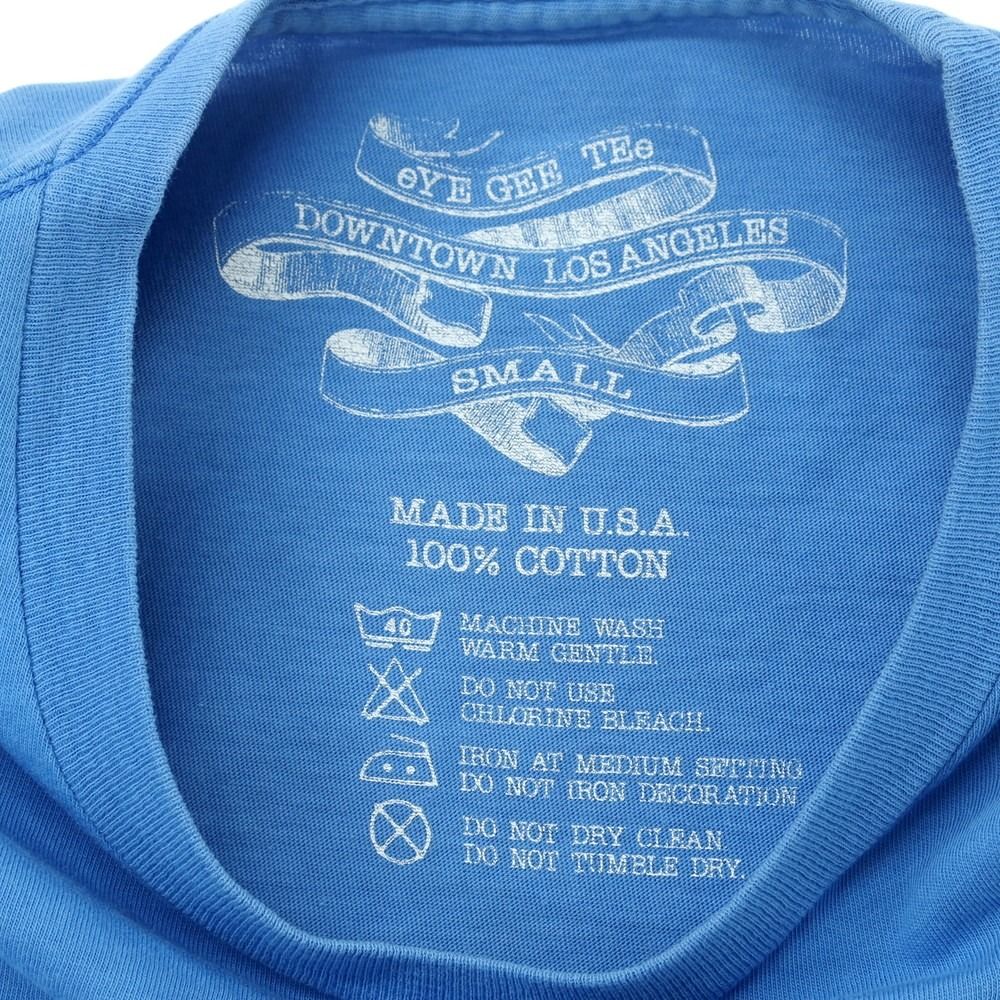 eYE GEE TEe
DOWNTOWN LOS ANGELES
SMALL
MADE IN U.S.A.
100% COTTON
40
MACHINE WASH
WARM GENTLE.
DO NOT USE
CHLORINE BLEACH.
IRON AT MEDIUM SETTING
DO NOT IRON DECORATION
DO NOT DRY CLEAN
DO NOT TUMBLE DRY.